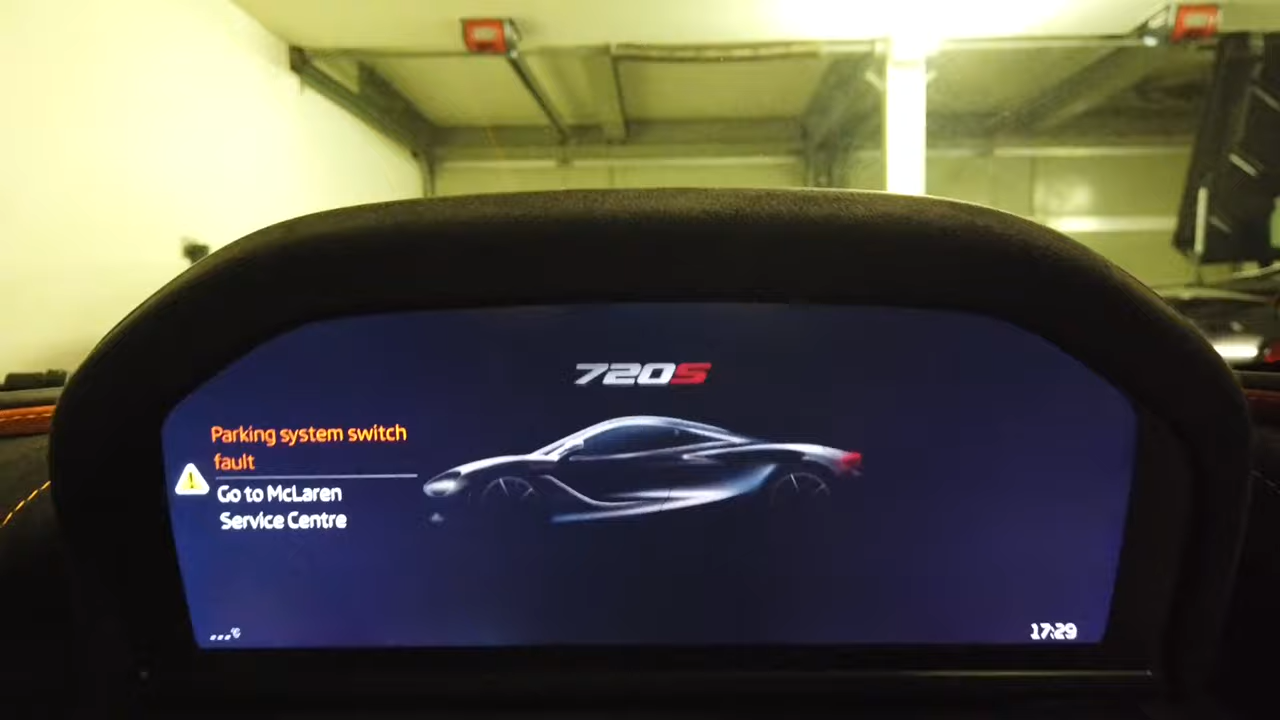 720S
Parking system switch
fault
Go to McLaren
Service Centre
...°C
17:29